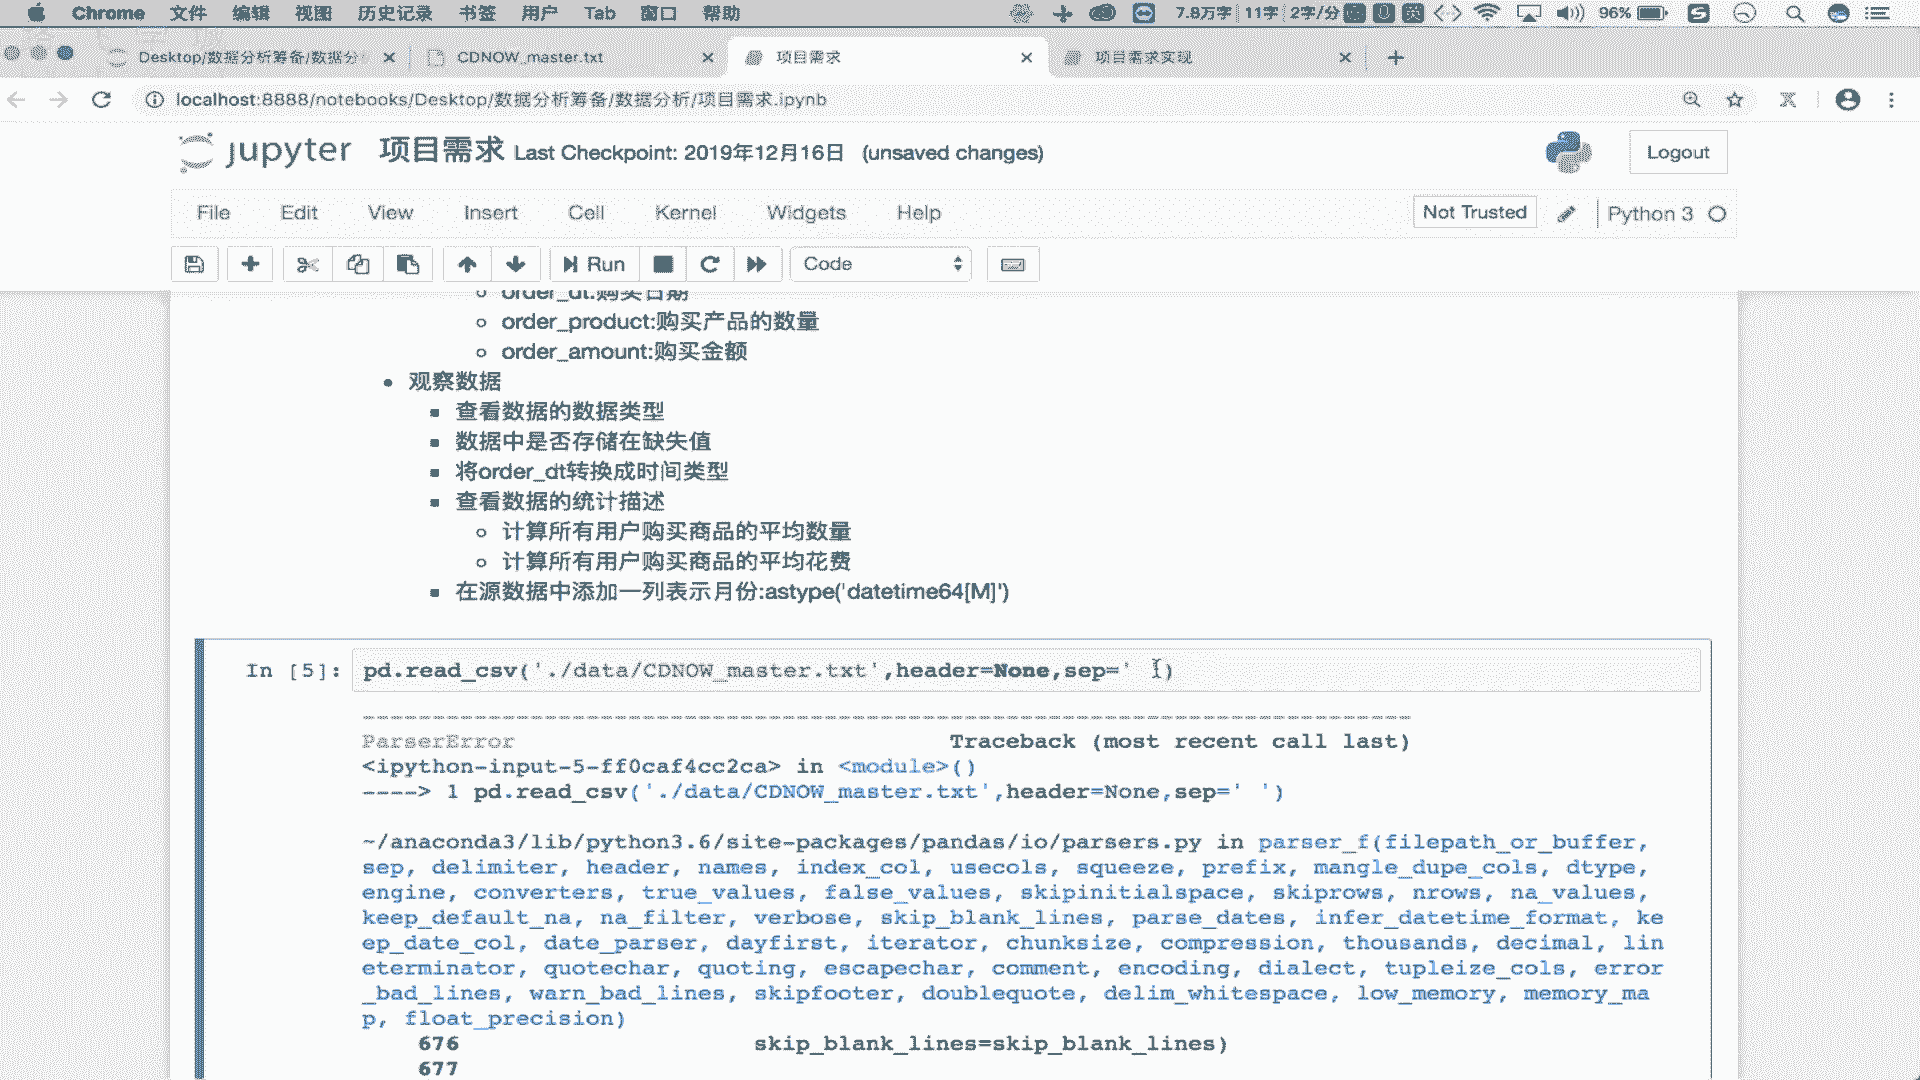 Chrome 文件 编辑 视图 历史记录 书签 用户 Tab 窗口 帮助 7.8万字 11字 2字/分 英 96%
Desktop/数据分析筹备/数据分 CDNOW_master.txt 项目需求 项目需求实现
localhost:8888/notebooks/Desktop/数据分析筹备/数据分析/项目需求.ipynb
jupyter 项目需求 Last Checkpoint: 2019年12月16日 (unsaved changes) Logout
File Edit View Insert Cell Kernel Widgets Help Not Trusted Python 3
Run Code
order_dt:购买日期
order_product:购买产品的数量
order_amount:购买金额
观察数据
查看数据的数据类型
数据中是否存储在缺失值
将order_dt转换成时间类型
查看数据的统计描述
计算所有用户购买商品的平均数量
计算所有用户购买商品的平均花费
在源数据中添加一列表示月份:astype('datetime64[M]')
In [5]: pd.read_csv('./data/CDNOW_master.txt',header=None,sep=' ')
---------------------------------------------------------------------------
ParserError Traceback (most recent call last)
<ipython-input-5-ff0caf4cc2ca> in <module>()
----> 1 pd.read_csv('./data/CDNOW_master.txt',header=None,sep=' ')
~/anaconda3/lib/python3.6/site-packages/pandas/io/parsers.py in parser_f(filepath_or_buffer,
sep, delimiter, header, names, index_col, usecols, squeeze, prefix, mangle_dupe_cols, dtype,
engine, converters, true_values, false_values, skipinitialspace, skiprows, nrows, na_values,
keep_default_na, na_filter, verbose, skip_blank_lines, parse_dates, infer_datetime_format, ke
ep_date_col, date_parser, dayfirst, iterator, chunksize, compression, thousands, decimal, lin
eterminator, quotechar, quoting, escapechar, comment, encoding, dialect, tupleize_cols, error
_bad_lines, warn_bad_lines, skipfooter, doublequote, delim_whitespace, low_memory, memory_ma
p, float_precision)
676 skip_blank_lines=skip_blank_lines)
677